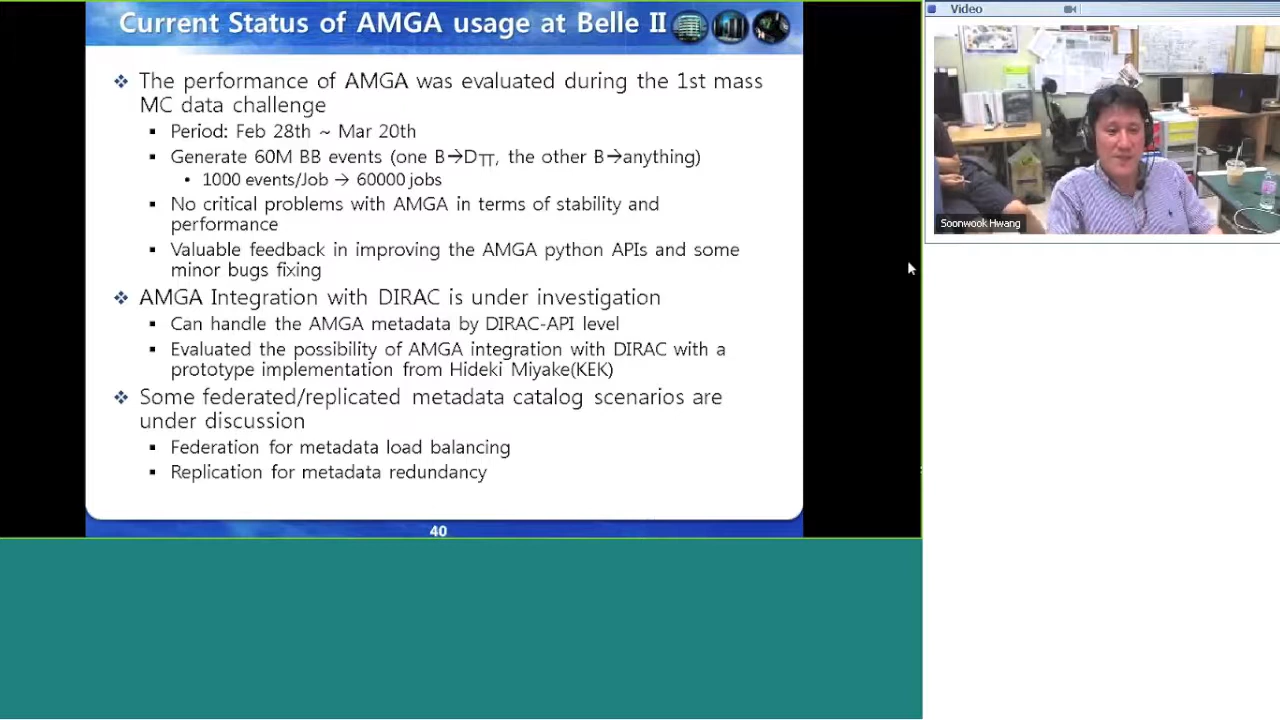 Current Status of AMGA usage at Belle II
❖ The performance of AMGA was evaluated during the 1st mass
MC data challenge
▪ Period: Feb 28th ~ Mar 20th
▪ Generate 60M BB events (one B→Dπ, the other B→anything)
• 1000 events/Job → 60000 jobs
▪ No critical problems with AMGA in terms of stability and
performance
▪ Valuable feedback in improving the AMGA python APIs and some
minor bugs fixing
❖ AMGA Integration with DIRAC is under investigation
▪ Can handle the AMGA metadata by DIRAC-API level
▪ Evaluated the possibility of AMGA integration with DIRAC with a
prototype implementation from Hideki Miyake(KEK)
❖ Some federated/replicated metadata catalog scenarios are
under discussion
▪ Federation for metadata load balancing
▪ Replication for metadata redundancy
40
Video
Soonwook Hwang